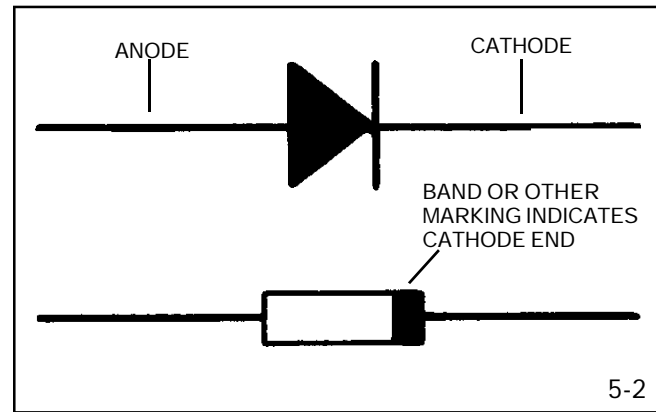 ANODE
CATHODE
BAND OR OTHER
MARKING INDICATES
CATHODE END
5-2